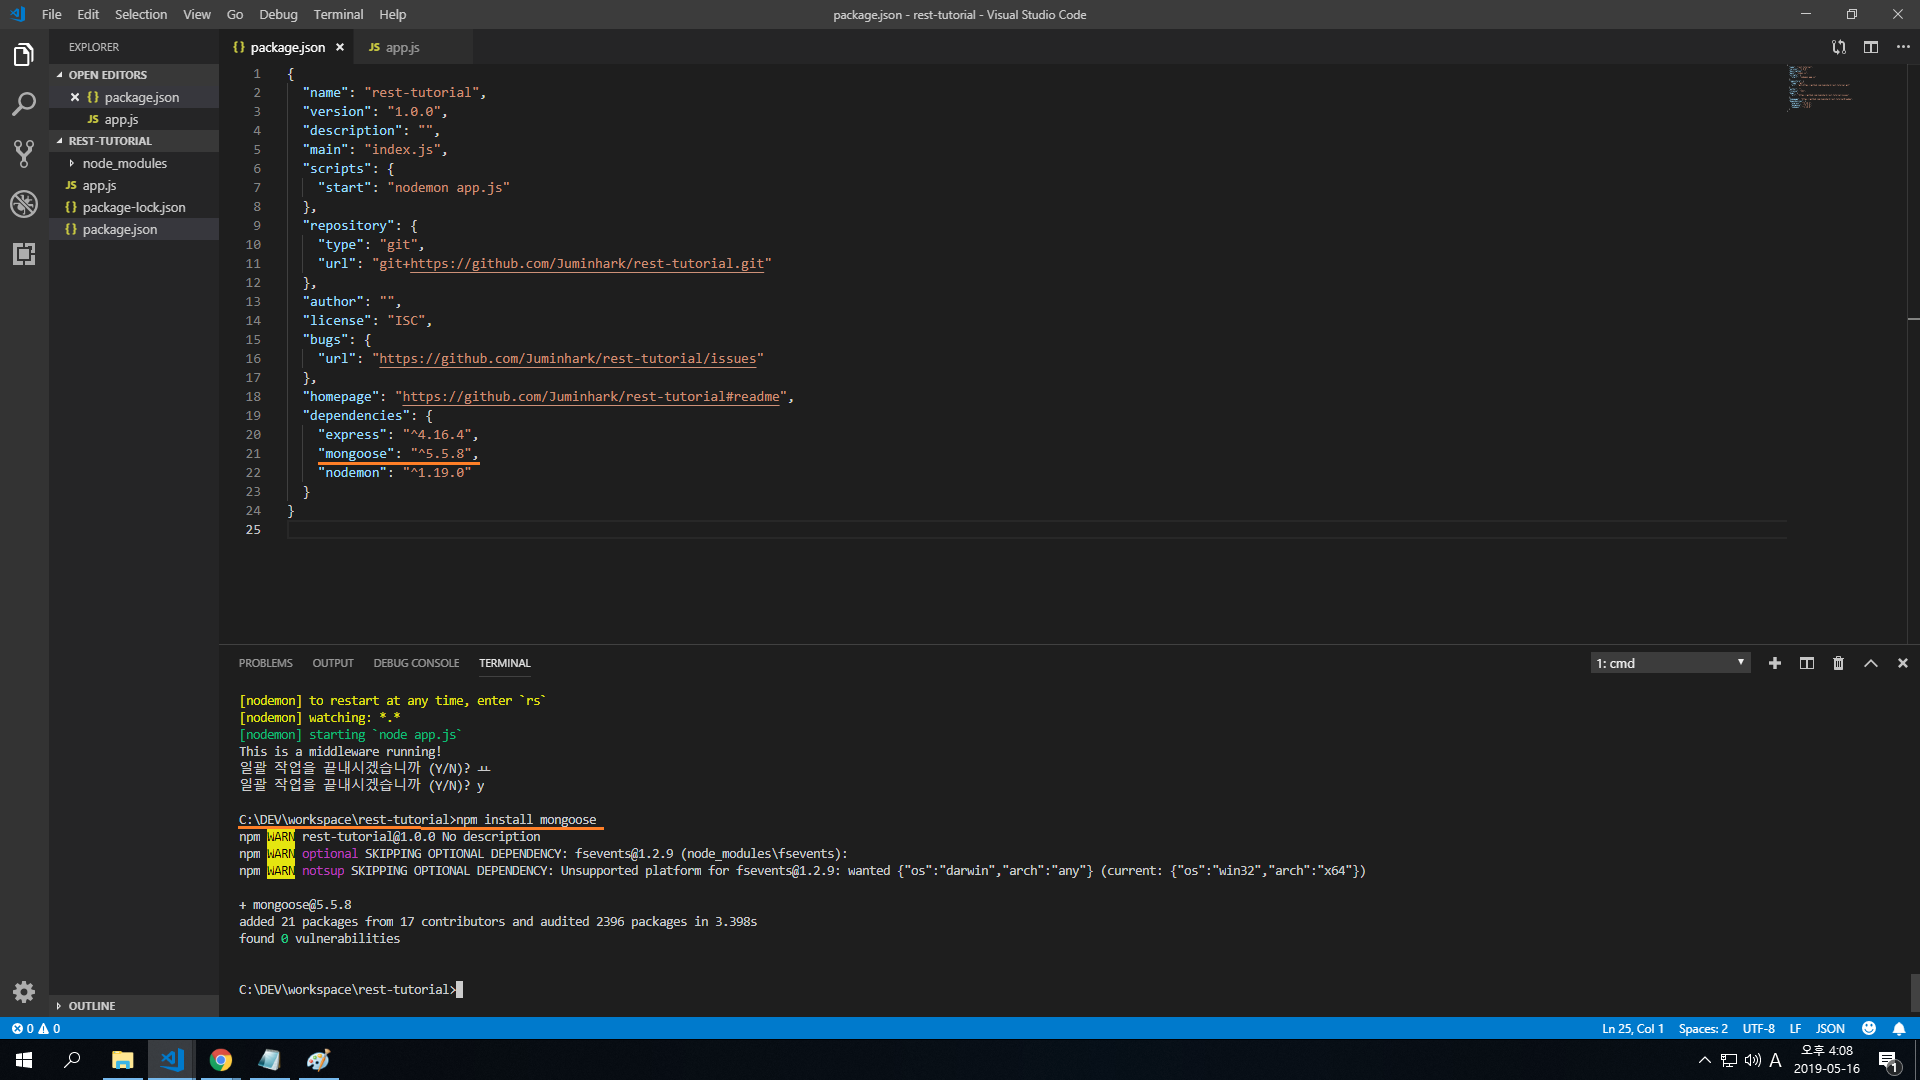 File Edit Selection View Go Debug Terminal Help
package.json - rest-tutorial - Visual Studio Code
EXPLORER
OPEN EDITORS
{} package.json
JS app.js
REST-TUTORIAL
node_modules
JS app.js
{} package-lock.json
{} package.json
OUTLINE
{} package.json
JS app.js
1 {
2 "name": "rest-tutorial",
3 "version": "1.0.0",
4 "description": "",
5 "main": "index.js",
6 "scripts": {
7 "start": "nodemon app.js"
8 },
9 "repository": {
10 "type": "git",
11 "url": "git+https://github.com/Juminhark/rest-tutorial.git"
12 },
13 "author": "",
14 "license": "ISC",
15 "bugs": {
16 "url": "https://github.com/Juminhark/rest-tutorial/issues"
17 },
18 "homepage": "https://github.com/Juminhark/rest-tutorial#readme",
19 "dependencies": {
20 "express": "^4.16.4",
21 "mongoose": "^5.5.8",
22 "nodemon": "^1.19.0"
23 }
24 }
25
PROBLEMS OUTPUT DEBUG CONSOLE TERMINAL
1: cmd
[nodemon] to restart at any time, enter `rs`
[nodemon] watching: *.*
[nodemon] starting `node app.js`
This is a middleware running!
일괄 작업을 끝내시겠습니까 (Y/N)? ㅛ
일괄 작업을 끝내시겠습니까 (Y/N)? y
C:\DEV\workspace\rest-tutorial>npm install mongoose
npm WARN rest-tutorial@1.0.0 No description
npm WARN optional SKIPPING OPTIONAL DEPENDENCY: fsevents@1.2.9 (node_modules\fsevents):
npm WARN notsup SKIPPING OPTIONAL DEPENDENCY: Unsupported platform for fsevents@1.2.9: wanted {"os":"darwin","arch":"any"} (current: {"os":"win32","arch":"x64"})
+ mongoose@5.5.8
added 21 packages from 17 contributors and audited 2396 packages in 3.398s
found 0 vulnerabilities
C:\DEV\workspace\rest-tutorial>
0 0
Ln 25, Col 1 Spaces: 2 UTF-8 LF JSON
A
오후 4:08
2019-05-16
1